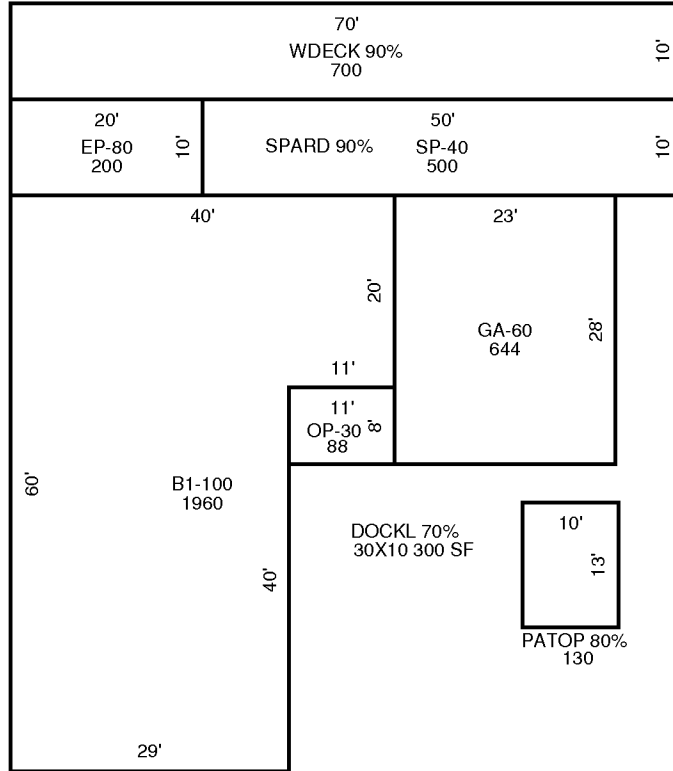 70'
WDECK 90%
700
10'
20'
EP-80
200
10'
50'
SPARD 90% SP-40
500
10'
40'
23'
20'
GA-60
644
28'
11'
11'
OP-30
88
8'
60'
B1-100
1960
40'
DOCKL 70%
30X10 300 SF
10'
13'
PATOP 80%
130
29'